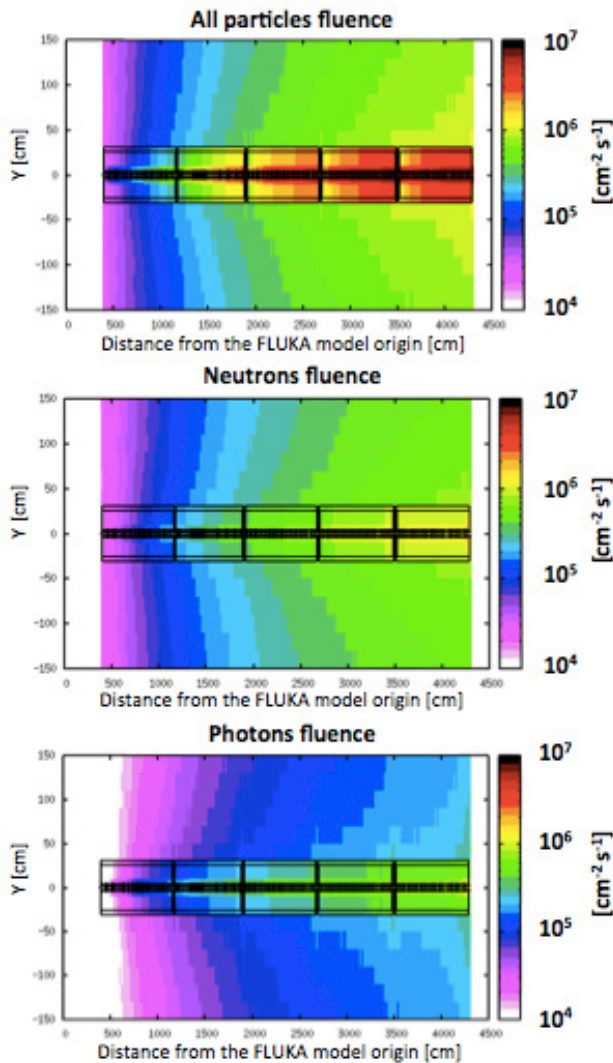 All particles fluence
150
100
50
0
-50
-100
-150
Y [cm]
0 500 1000 1500 2000 2500 3000 3500 4000 4500
Distance from the FLUKA model origin [cm]
10⁷
10⁶
10⁵
10⁴
[cm⁻² s⁻¹]
Neutrons fluence
150
100
50
0
-50
-100
-150
Y [cm]
0 500 1000 1500 2000 2500 3000 3500 4000 4500
Distance from the FLUKA model origin [cm]
10⁷
10⁶
10⁵
10⁴
[cm⁻² s⁻¹]
Photons fluence
150
100
50
0
-50
-100
-150
Y [cm]
0 500 1000 1500 2000 2500 3000 3500 4000 4500
Distance from the FLUKA model origin [cm]
10⁷
10⁶
10⁵
10⁴
[cm⁻² s⁻¹]